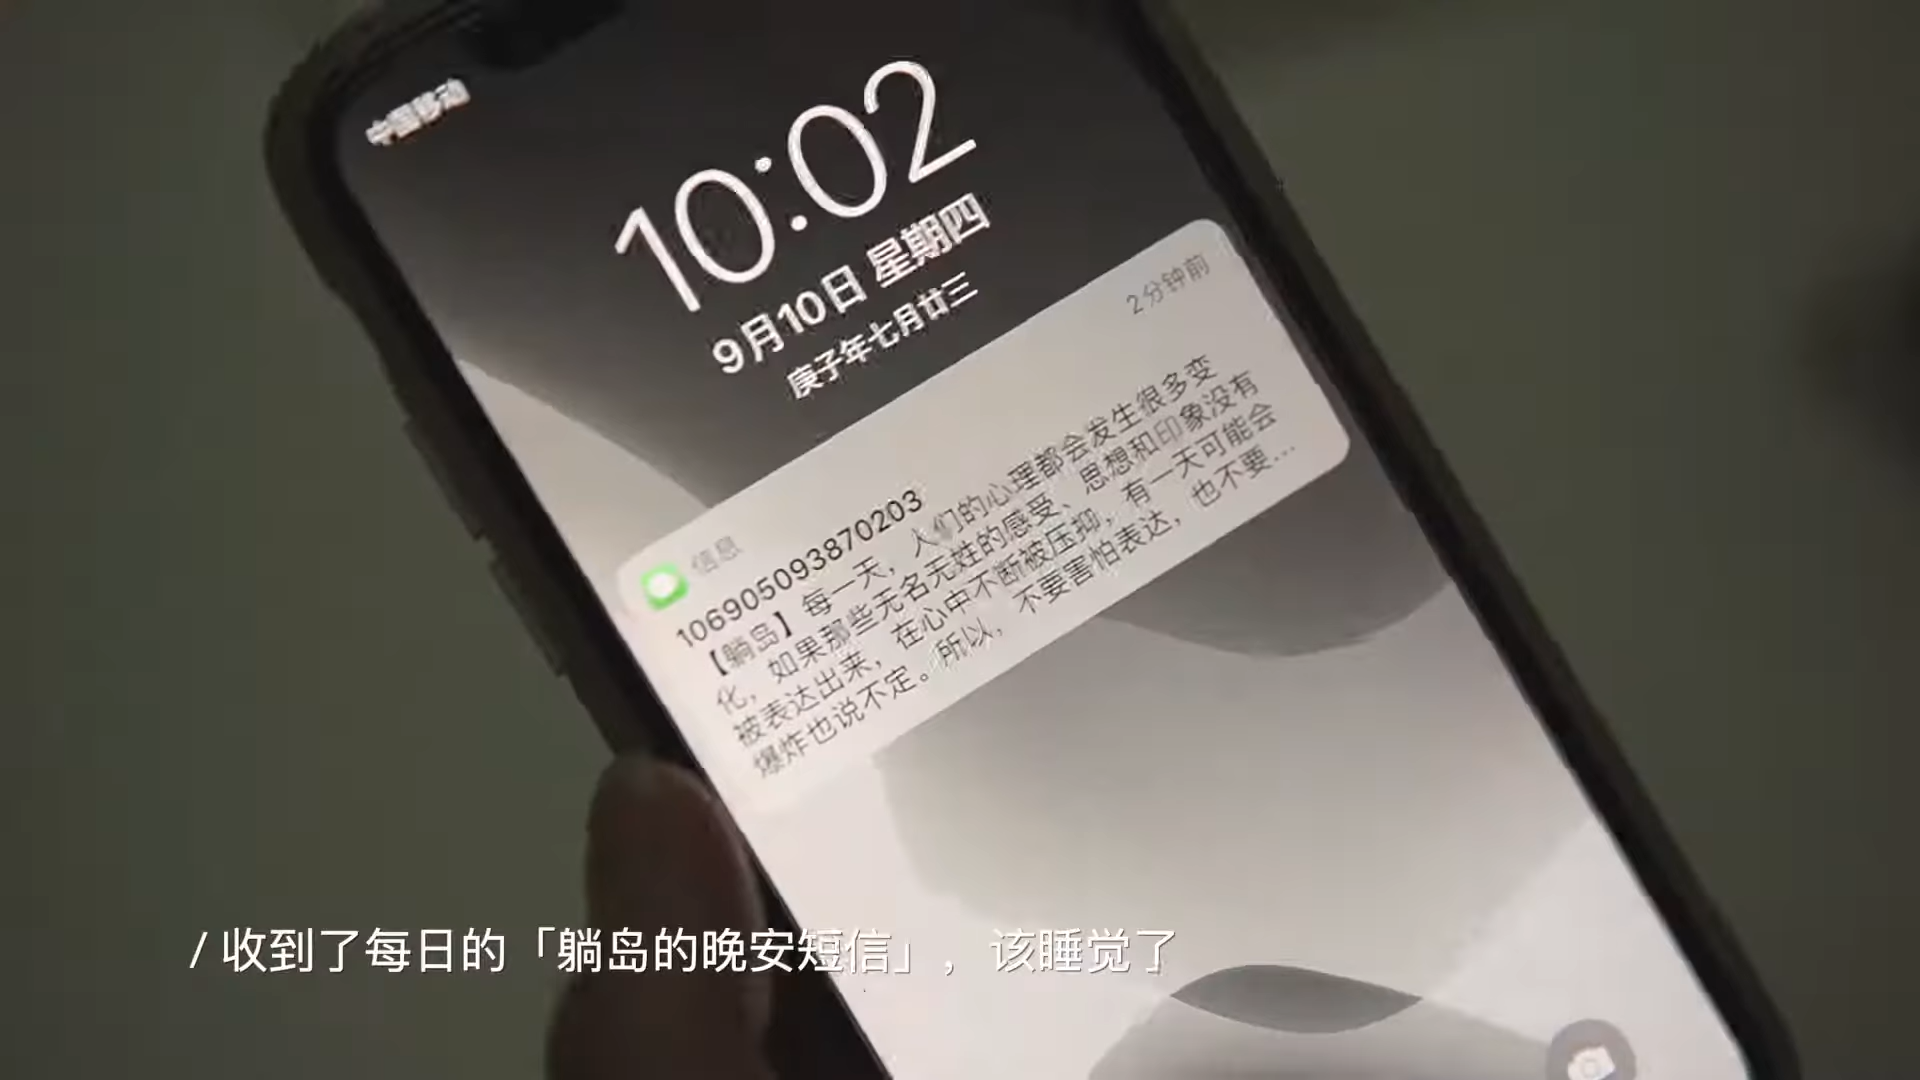 中国移动
10:02
9月10日 星期四
庚子年七月廿三
信息
2分钟前
106905093870203
【躺岛】每一天，人们的心理都会发生很多变
化，如果那些无名无姓的感受、思想和印象没有
被表达出来，在心中不断被压抑，有一天可能会
爆炸也说不定。所以，不要害怕表达，也不要...
/ 收到了每日的「躺岛的晚安短信」，该睡觉了